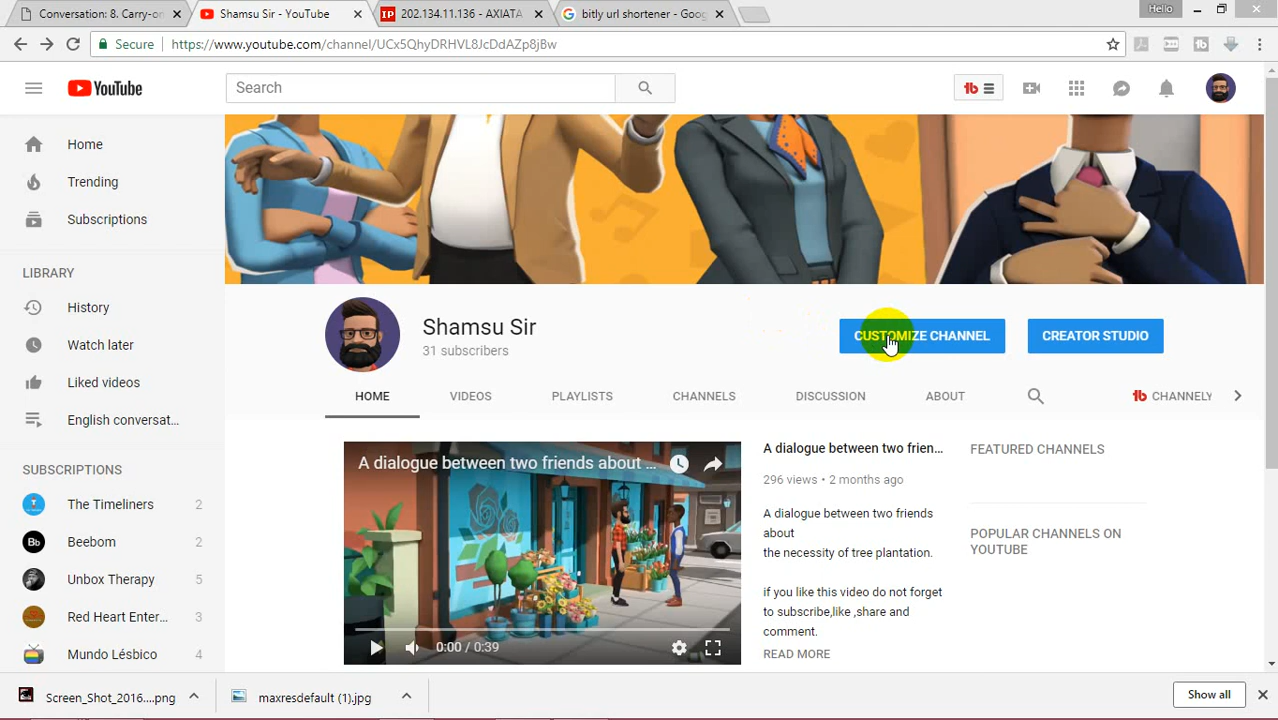 Conversation: 8. Carry-on
Shamsu Sir - YouTube
202.134.11.136 - AXIATA
bitly url shortener - Goog
Hello
Secure
https://www.youtube.com/channel/UCx5QhyDRHVL8JcDdAZp8jBw
YouTube
Search
Home
Trending
Subscriptions
LIBRARY
History
Watch later
Liked videos
English conversat...
SUBSCRIPTIONS
The Timeliners 2
Beebom 2
Unbox Therapy 5
Red Heart Enter... 3
Mundo Lésbico 4
Shamsu Sir
31 subscribers
CUSTOMIZE CHANNEL
CREATOR STUDIO
HOME VIDEOS PLAYLISTS CHANNELS DISCUSSION ABOUT CHANNELY
A dialogue between two friends about ...
0:00 / 0:39
A dialogue between two frien...
296 views • 2 months ago
A dialogue between two friends
about
the necessity of tree plantation.
if you like this video do not forget
to subscribe,like ,share and
comment.
READ MORE
FEATURED CHANNELS
POPULAR CHANNELS ON
YOUTUBE
Screen_Shot_2016....png
maxresdefault (1).jpg
Show all